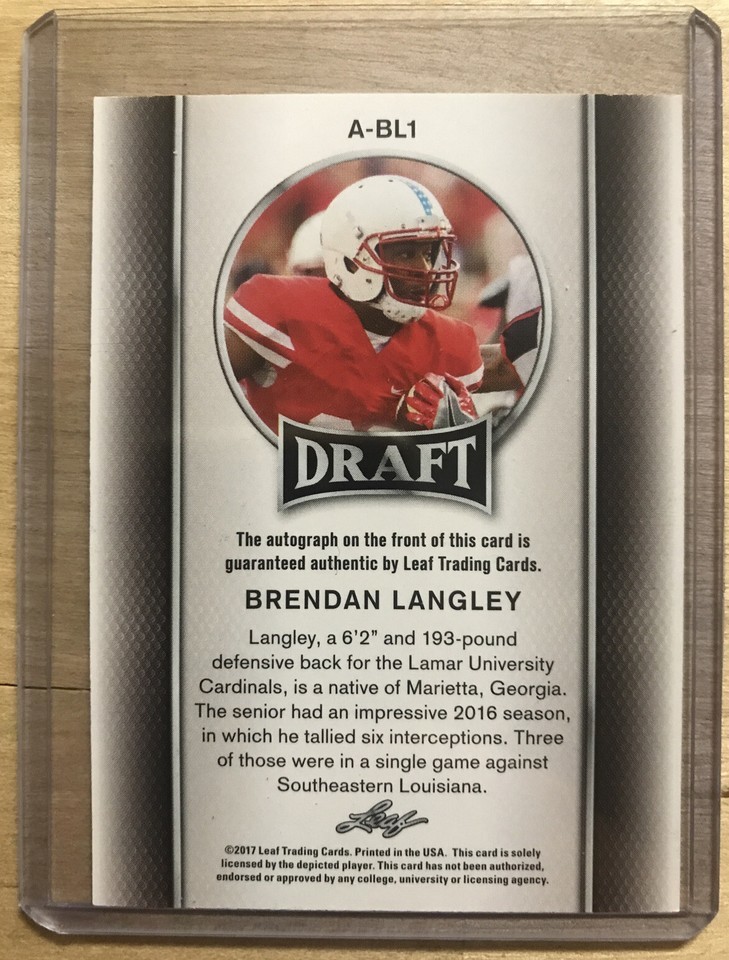 A-BL1
DRAFT
The autograph on the front of this card is
guaranteed authentic by Leaf Trading Cards.
BRENDAN LANGLEY
Langley, a 6'2" and 193-pound
defensive back for the Lamar University
Cardinals, is a native of Marietta, Georgia.
The senior had an impressive 2016 season,
in which he tallied six interceptions. Three
of those were in a single game against
Southeastern Louisiana.
Leaf
©2017 Leaf Trading Cards. Printed in the USA. This card is solely
licensed by the depicted player. This card has not been authorized,
endorsed or approved by any college, university or licensing agency.